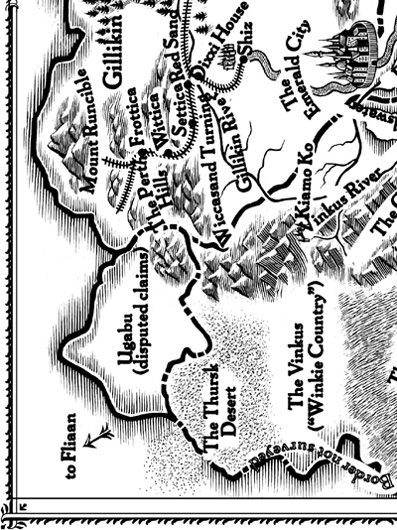 Gillikin
Mount Runcible
Frottica
Wittica
Settica
Red Sand
Dixxi House
Shiz
The Emerald City
The Pertha
Hills
Wiccasand Turning
Gillikin River
Kiamo Ko
Vinkus River
Ugabu
(disputed claims)
to Fliaan
The Thursk
Desert
The Vinkus
("Winkie Country")
Border not surveyed